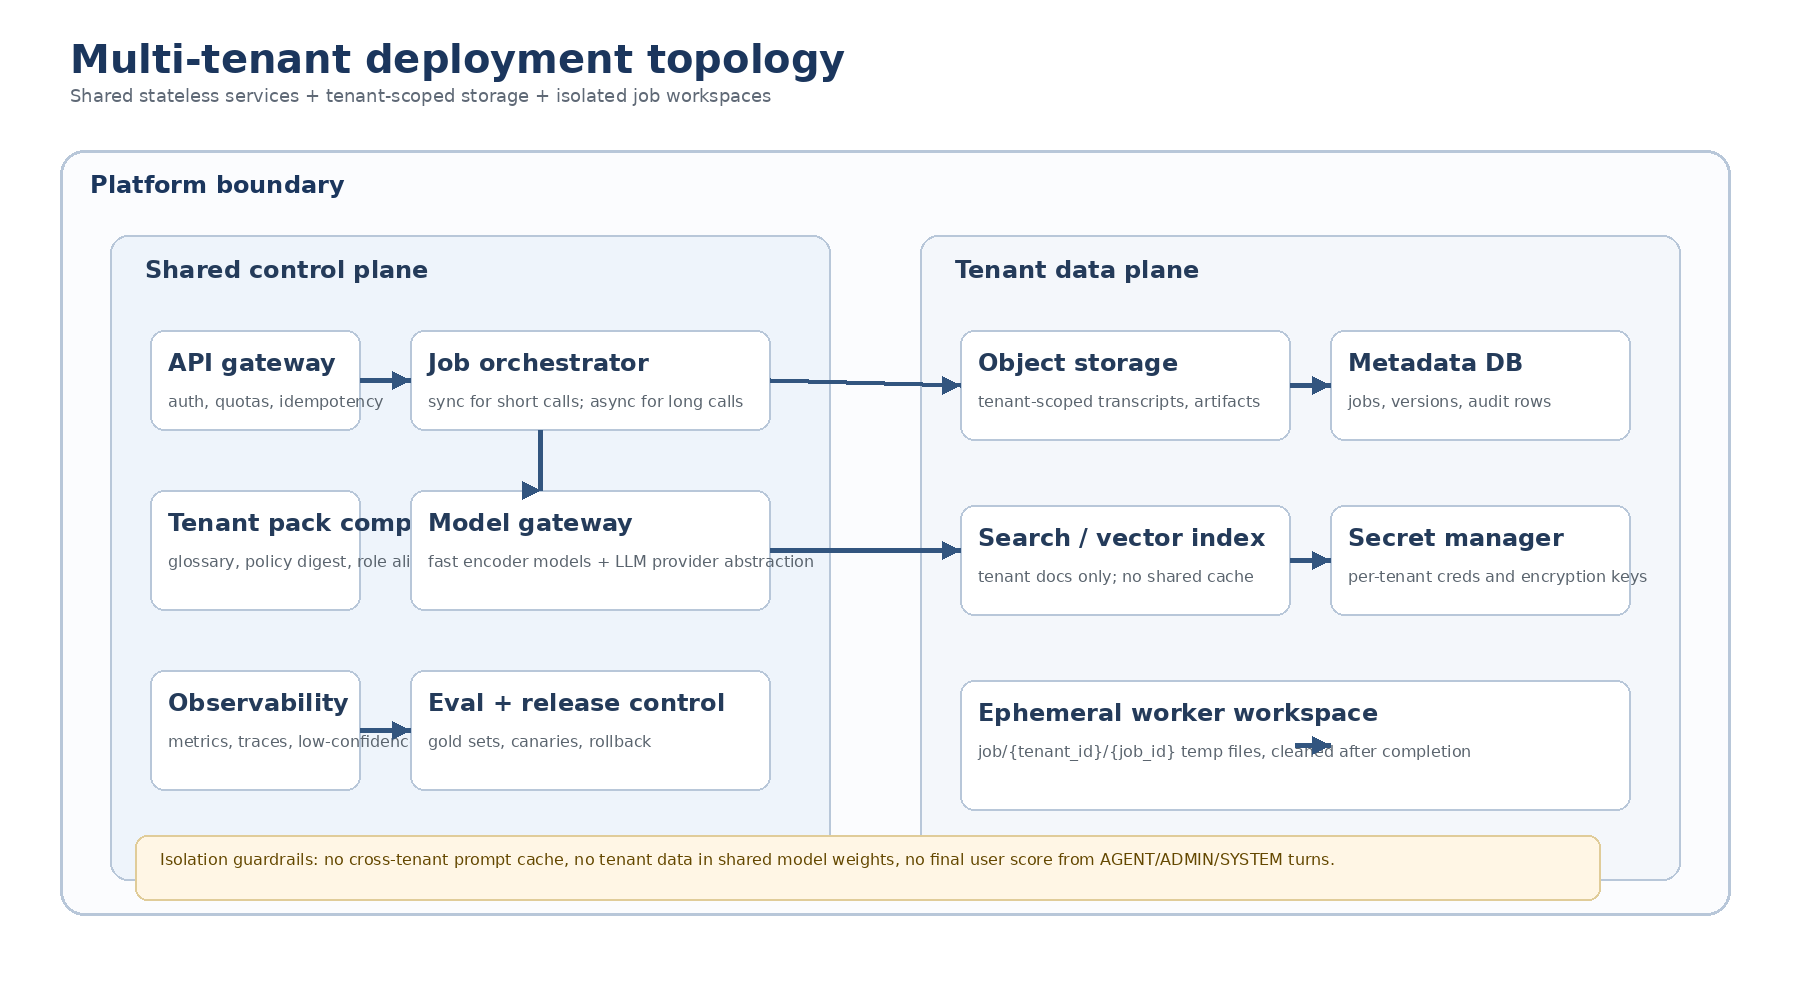 Multi-tenant deployment topology
Shared stateless services + tenant-scoped storage + isolated job workspaces
Platform boundary
Shared control plane
API gateway
auth, quotas, idempotency
Job orchestrator
sync for short calls; async for long calls
Tenant pack comp
glossary, policy digest, role ali
Model gateway
fast encoder models + LLM provider abstraction
Observability
metrics, traces, low-confidenc
Eval + release control
gold sets, canaries, rollback
Tenant data plane
Object storage
tenant-scoped transcripts, artifacts
Metadata DB
jobs, versions, audit rows
Search / vector index
tenant docs only; no shared cache
Secret manager
per-tenant creds and encryption keys
Ephemeral worker workspace
job/{tenant_id}/{job_id} temp files, cleaned after completion
Isolation guardrails: no cross-tenant prompt cache, no tenant data in shared model weights, no final user score from AGENT/ADMIN/SYSTEM turns.